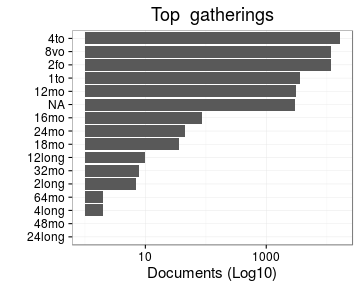 Top gatherings
4to
8vo
2fo
1to
12mo
NA
16mo
24mo
18mo
12long
32mo
2long
64mo
4long
48mo
24long
10
1000
Documents (Log10)